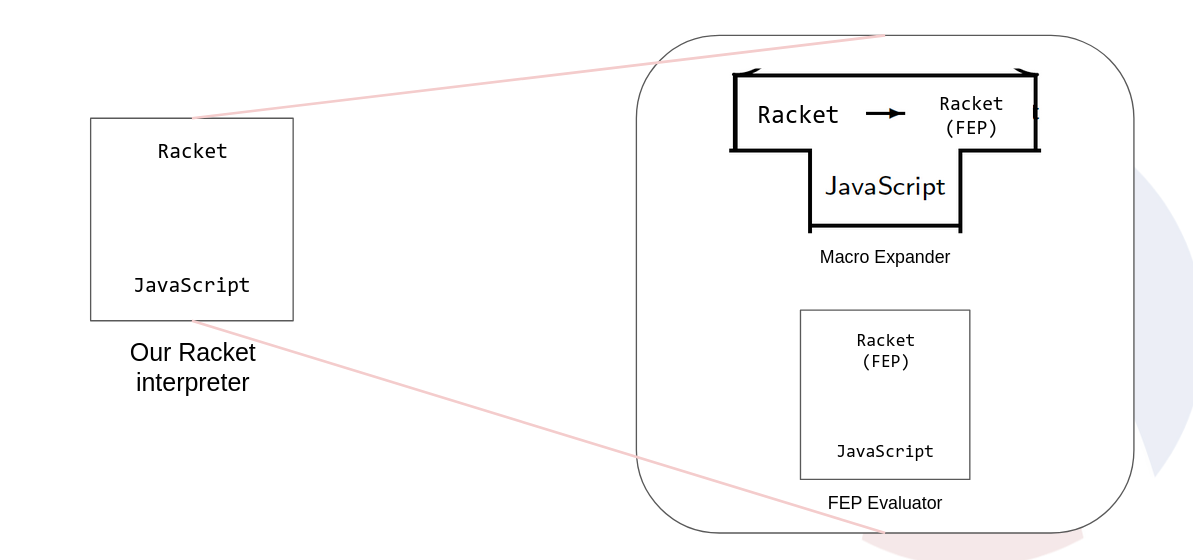 Racket
JavaScript
Our Racket
interpreter
Racket
Racket
(FEP)
JavaScript
Macro Expander
Racket
(FEP)
JavaScript
FEP Evaluator